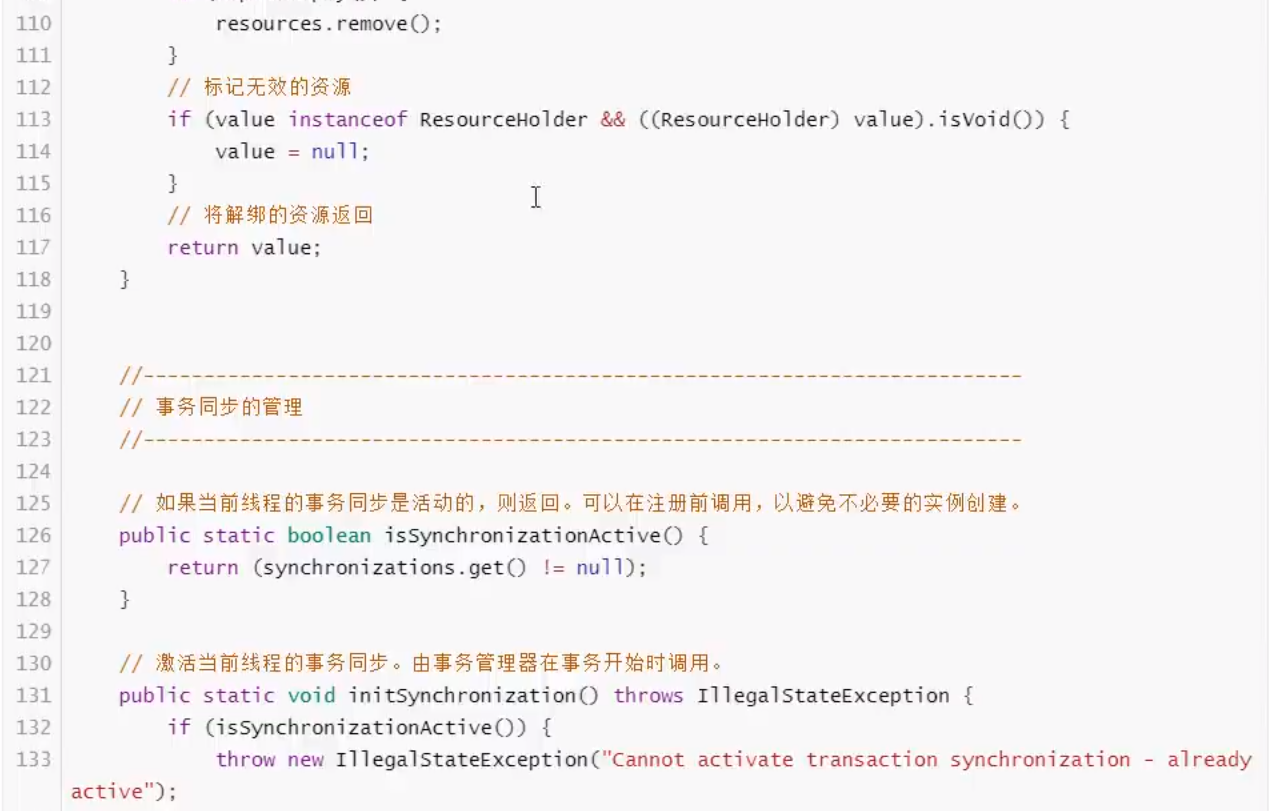 110 resources.remove();
111 }
112 // 标记无效的资源
113 if (value instanceof ResourceHolder && ((ResourceHolder) value).isVoid()) {
114 value = null;
115 }
116 // 将解绑的资源返回
117 return value;
118 }
119
120
121 //-------------------------------------------------------------------------
122 // 事务同步的管理
123 //-------------------------------------------------------------------------
124
125 // 如果当前线程的事务同步是活动的，则返回。可以在注册前调用，以避免不必要的实例创建。
126 public static boolean isSynchronizationActive() {
127 return (synchronizations.get() != null);
128 }
129
130 // 激活当前线程的事务同步。由事务管理器在事务开始时调用。
131 public static void initSynchronization() throws IllegalStateException {
132 if (isSynchronizationActive()) {
133 throw new IllegalStateException("Cannot activate transaction synchronization - already
active");